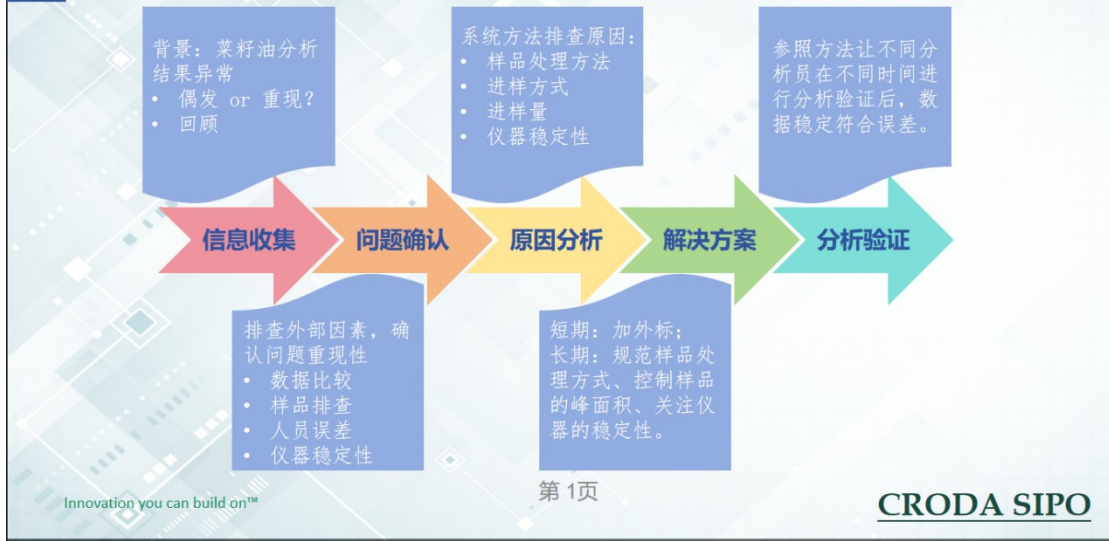 背景：菜籽油分析
结果异常
• 偶发 or 重现？
• 回顾
系统方法排查原因：
• 样品处理方法
• 进样方式
• 进样量
• 仪器稳定性
参照方法让不同分
析员在不同时间进
行分析验证后，数
据稳定符合误差。
信息收集
问题确认
原因分析
解决方案
分析验证
排查外部因素，确
认问题重现性
• 数据比较
• 样品排查
• 人员误差
• 仪器稳定性
短期：加外标；
长期：规范样品处
理方式、控制样品
的峰面积、关注仪
器的稳定性。
Innovation you can build on™
第 1页
CRODA SIPO